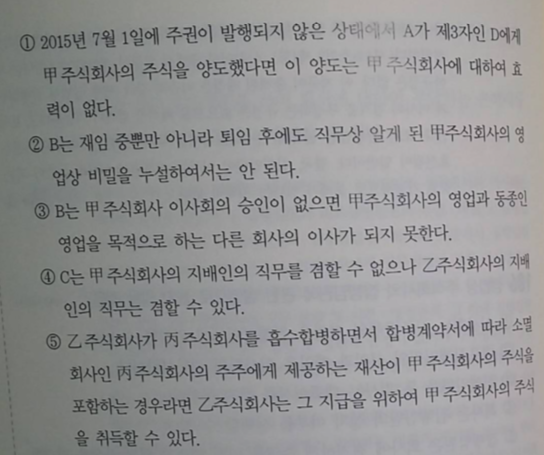 ① 2015년 7월 1일에 주권이 발행되지 않은 상태에서 A가 제3자인 D에게
甲주식회사의 주식을 양도했다면 이 양도는 甲주식회사에 대하여 효
력이 없다.
② B는 재임 중뿐만 아니라 퇴임 후에도 직무상 알게 된 甲주식회사의 영
업상 비밀을 누설하여서는 안 된다.
③ B는 甲주식회사 이사회의 승인이 없으면 甲주식회사의 영업과 동종인
영업을 목적으로 하는 다른 회사의 이사가 되지 못한다.
④ C는 甲주식회사의 지배인의 직무를 겸할 수 없으나 乙주식회사의 지배
인의 직무는 겸할 수 있다.
⑤ 乙주식회사가 丙주식회사를 흡수합병하면서 합병계약서에 따라 소멸
회사인 丙주식회사의 주주에게 제공하는 재산이 甲주식회사의 주식을
포함하는 경우라면 乙주식회사는 그 지급을 위하여 甲주식회사의 주식
을 취득할 수 있다.